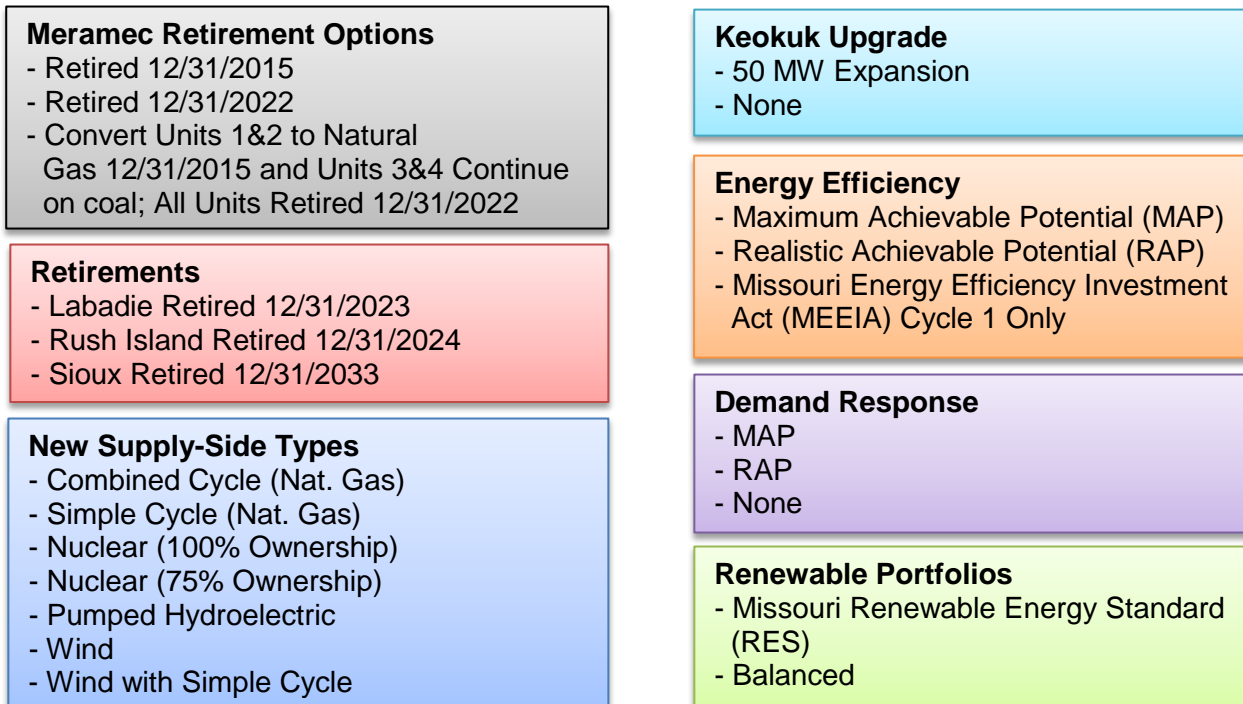 Meramec Retirement Options
- Retired 12/31/2015
- Retired 12/31/2022
- Convert Units 1&2 to Natural
Gas 12/31/2015 and Units 3&4 Continue
on coal; All Units Retired 12/31/2022
Retirements
- Labadie Retired 12/31/2023
- Rush Island Retired 12/31/2024
- Sioux Retired 12/31/2033
New Supply-Side Types
- Combined Cycle (Nat. Gas)
- Simple Cycle (Nat. Gas)
- Nuclear (100% Ownership)
- Nuclear (75% Ownership)
- Pumped Hydroelectric
- Wind
- Wind with Simple Cycle
Keokuk Upgrade
- 50 MW Expansion
- None
Energy Efficiency
- Maximum Achievable Potential (MAP)
- Realistic Achievable Potential (RAP)
- Missouri Energy Efficiency Investment
Act (MEEIA) Cycle 1 Only
Demand Response
- MAP
- RAP
- None
Renewable Portfolios
- Missouri Renewable Energy Standard
(RES)
- Balanced